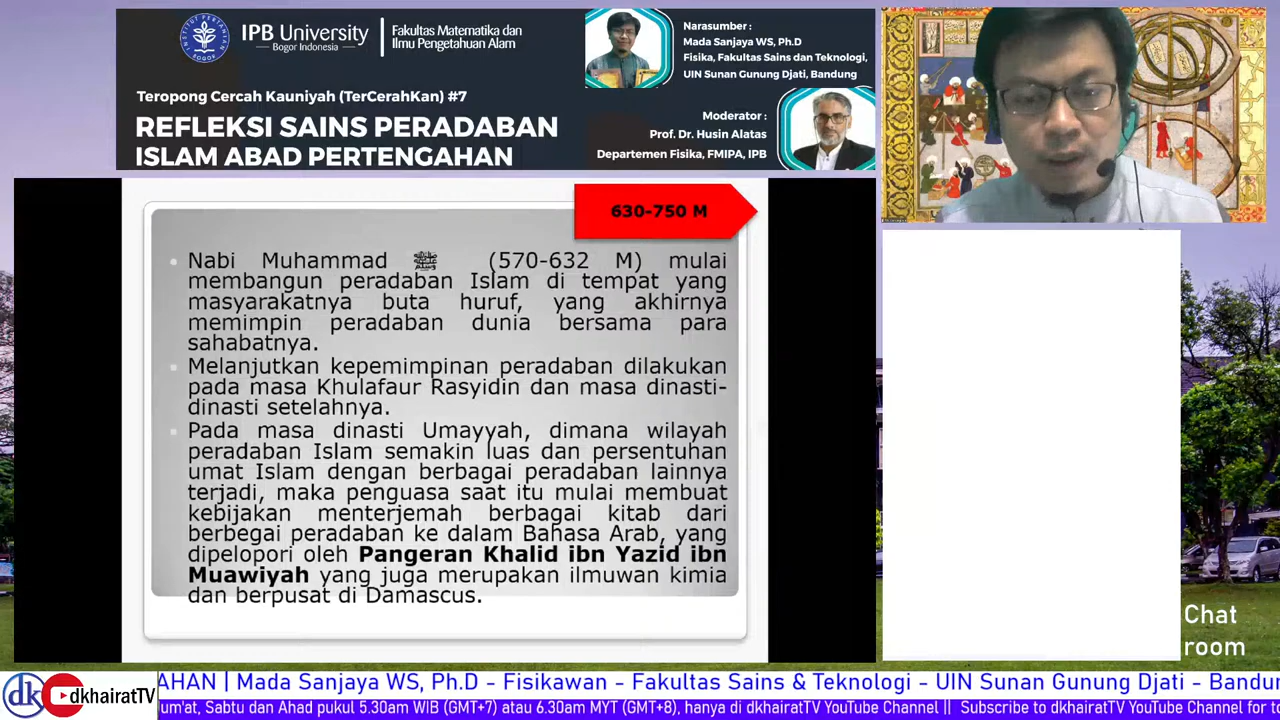 IPB University
Bogor Indonesia
Fakultas Matematika dan
Ilmu Pengetahuan Alam
Teropong Cercah Kauniyah (TerCerahKan) #7
REFLEKSI SAINS PERADABAN
ISLAM ABAD PERTENGAHAN
Narasumber :
Mada Sanjaya WS, Ph.D
Fisika, Fakultas Sains dan Teknologi,
UIN Sunan Gunung Djati, Bandung
Moderator :
Prof. Dr. Husin Alatas
Departemen Fisika, FMIPA, IPB
630-750 M
Nabi Muhammad ﷺ (570-632 M) mulai
membangun peradaban Islam di tempat yang
masyarakatnya buta huruf, yang akhirnya
memimpin peradaban dunia bersama para
sahabatnya.
Melanjutkan kepemimpinan peradaban dilakukan
pada masa Khulafaur Rasyidin dan masa dinasti-
dinasti setelahnya.
Pada masa dinasti Umayyah, dimana wilayah
peradaban Islam semakin luas dan persentuhan
umat Islam dengan berbagai peradaban lainnya
terjadi, maka penguasa saat itu mulai membuat
kebijakan menterjemah berbagai kitab dari
berbegai peradaban ke dalam Bahasa Arab, yang
dipelopori oleh Pangeran Khalid ibn Yazid ibn
Muawiyah yang juga merupakan ilmuwan kimia
dan berpusat di Damascus.
Chat
room
dk dkhairatTV
AHAN | Mada Sanjaya WS, Ph.D - Fisikawan - Fakultas Sains & Teknologi - UIN Sunan Gunung Djati - Bandu
um'at, Sabtu dan Ahad pukul 5.30am WIB (GMT+7) atau 6.30am MYT (GMT+8), hanya di dkhairatTV YouTube Channel || Subscribe to dkhairatTV YouTube Channel for to